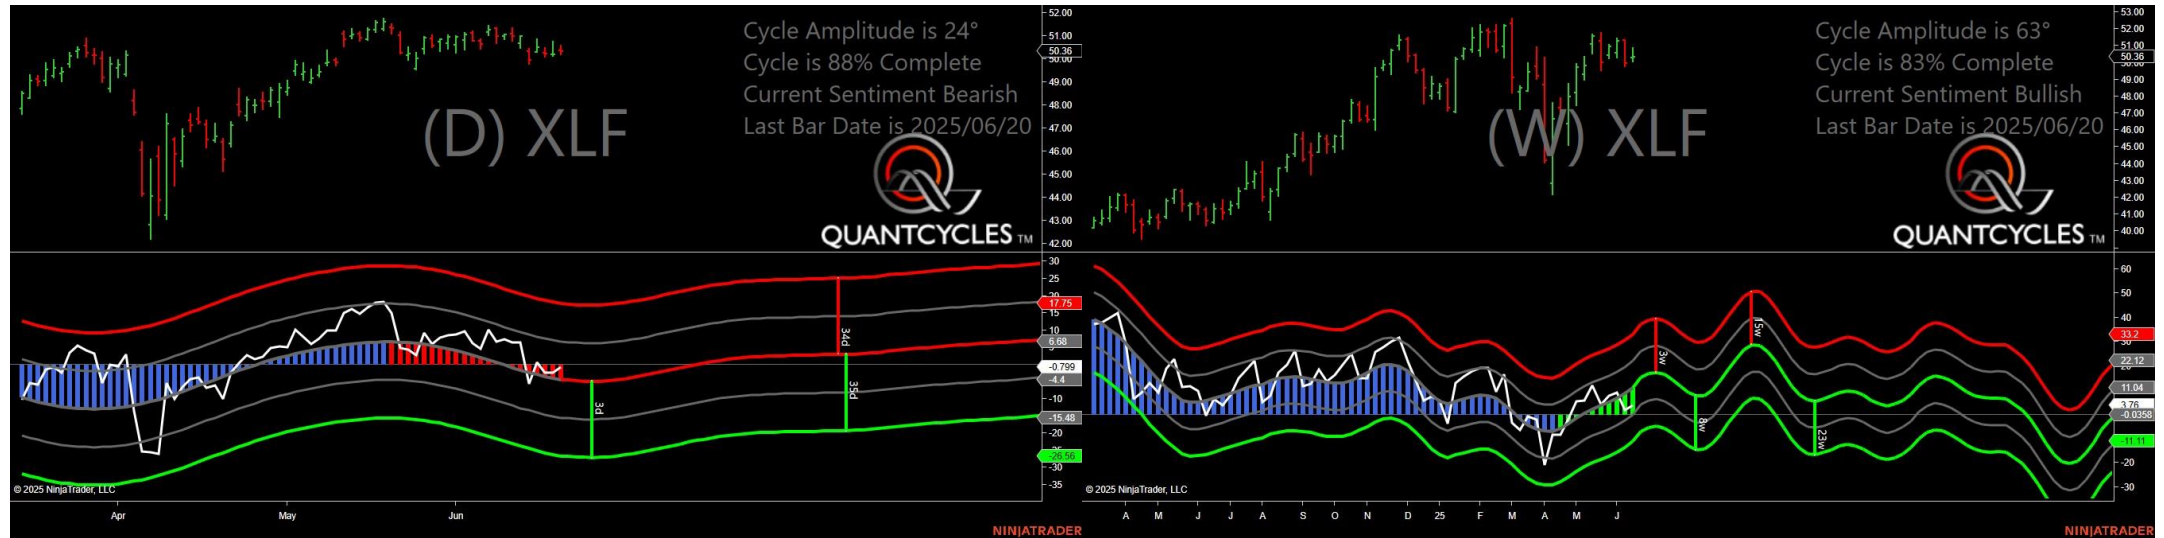 Cycle Amplitude is 24°
Cycle is 88% Complete
Current Sentiment Bearish
Last Bar Date is 2025/06/20
(D) XLF
QUANTCYCLES TM
52.00
51.00
50.36
50.00
49.00
48.00
47.00
46.00
45.00
44.00
43.00
42.00
30
25
20
17.75
15
10
6.68
-0.799
-4.4
-10
-15.48
-20
-26.56
-30
-35
3d
34d
35d
© 2025 NinjaTrader, LLC
Apr May Jun
NINJATRADER
Cycle Amplitude is 63°
Cycle is 83% Complete
Current Sentiment Bullish
Last Bar Date is 2025/06/20
(W) XLF
QUANTCYCLES TM
53.00
52.00
51.00
50.36
49.00
48.00
47.00
46.00
45.00
44.00
43.00
42.00
41.00
40.00
60
50
40
33.2
30
22.12
20
11.04
3.76
-0.0358
-11.11
-20
-30
3w
8w
15w
23w
© 2025 NinjaTrader, LLC
A M J J A S O N D 25 F M A M J
NINJATRADER